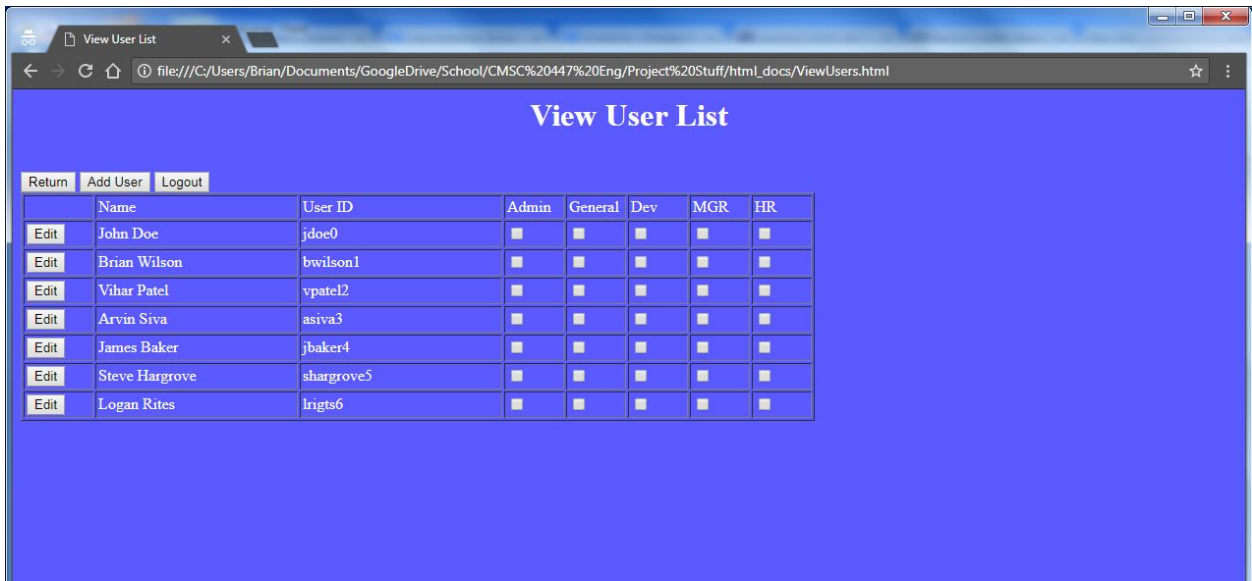 View User List
file:///C:/Users/Brian/Documents/GoogleDrive/School/CMSC%20447%20Eng/Project%20Stuff/html_docs/ViewUsers.html
View User List
Return Add User Logout
Name User ID Admin General Dev MGR HR
Edit John Doe jdoe0
Edit Brian Wilson bwilson1
Edit Vihar Patel vpatel2
Edit Arvin Siva asiva3
Edit James Baker jbaker4
Edit Steve Hargrove shargrove5
Edit Logan Rites lrigts6